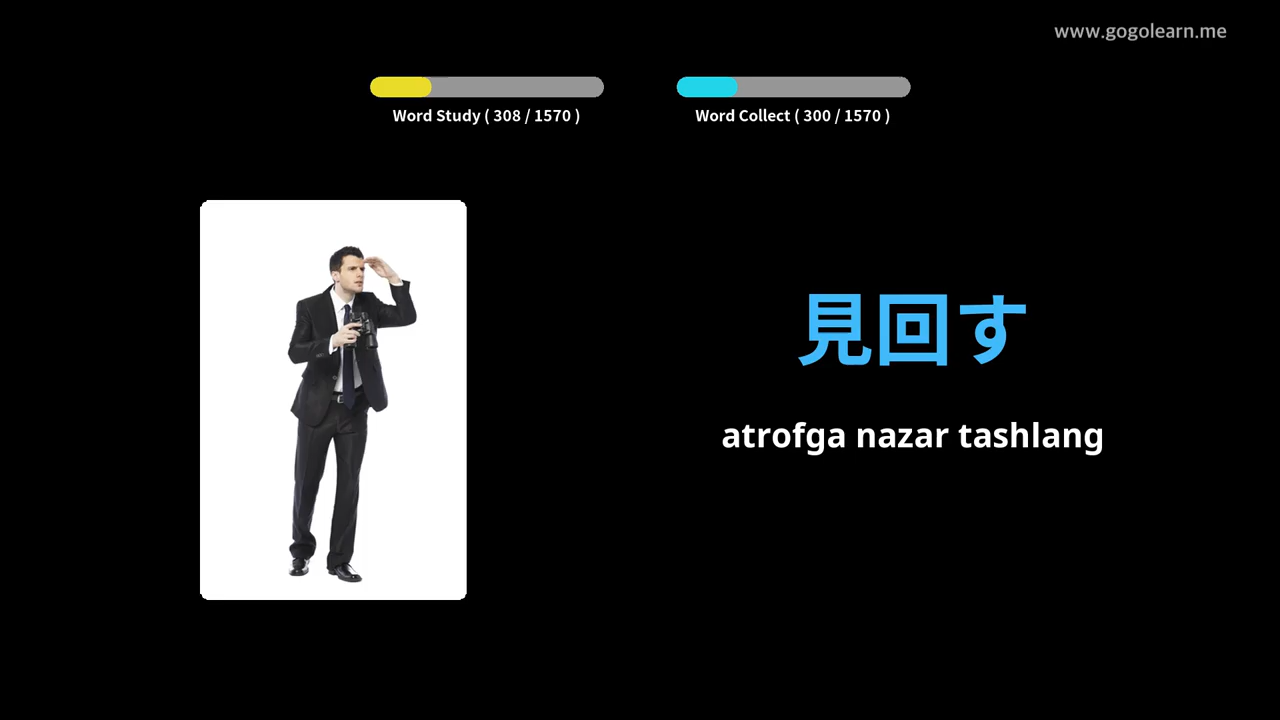 www.gogolearn.me
Word Study ( 308 / 1570 )
Word Collect ( 300 / 1570 )
見回す
atrofga nazar tashlang